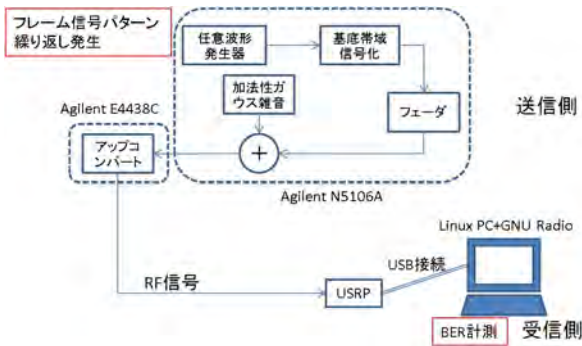 フレーム信号パターン
繰り返し発生
任意波形
発生器
基底帯域
信号化
加法性ガ
ウス雑音
フェーダ
送信側
Agilent E4438C
アップコ
ンバート
+
Agilent N5106A
Linux PC+GNU Radio
USB接続
RF信号
USRP
BER計測
受信側